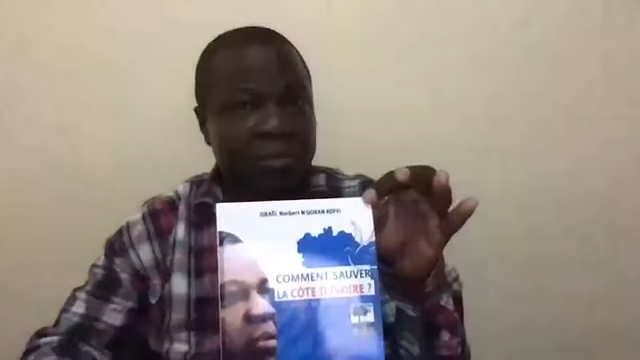 ISRAËL Norbert N'GORAN KOFFI
COMMENT SAUVER
LA CÔTE D'IVOIRE ?